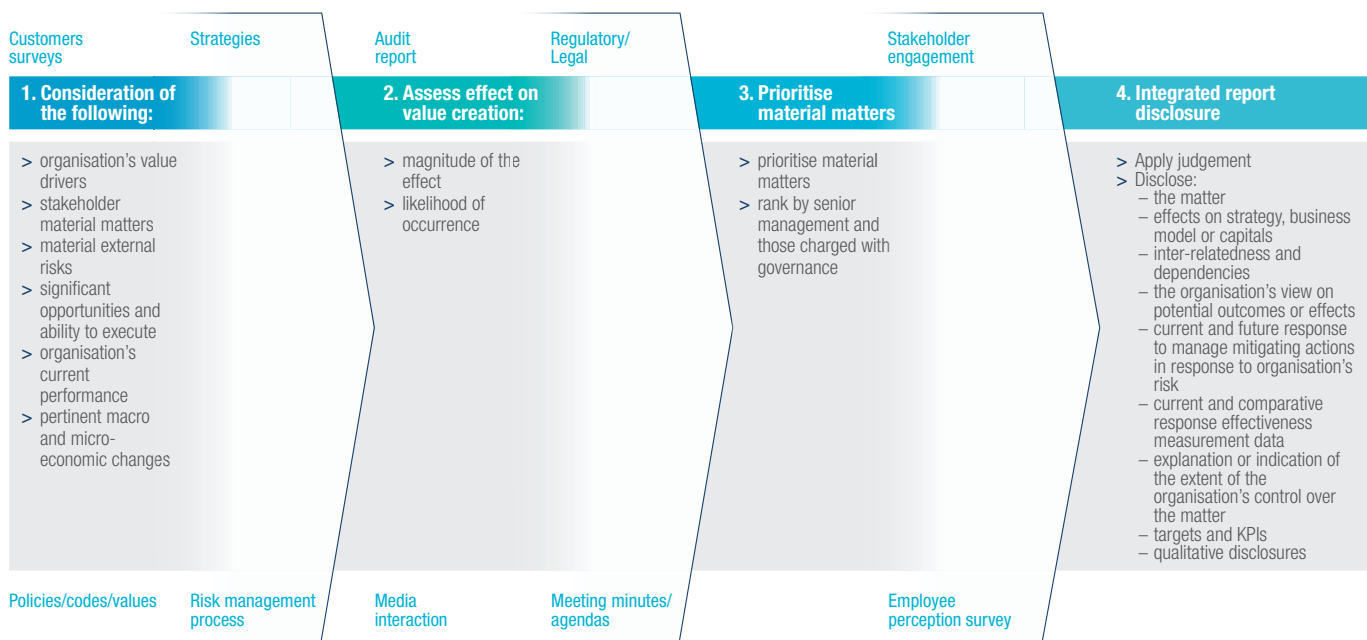 Customers
surveys
Strategies
Audit
report
Regulatory/
Legal
Stakeholder
engagement
1. Consideration of
the following:
> organisation's value
drivers
> stakeholder
material matters
> material external
risks
> significant
opportunities and
ability to execute
> organisation's
current
performance
> pertinent macro
and micro-
economic changes
2. Assess effect on
value creation:
> magnitude of the
effect
> likelihood of
occurrence
3. Prioritise
material matters
> prioritise material
matters
> rank by senior
management and
those charged with
governance
4. Integrated report
disclosure
> Apply judgement
> Disclose:
– the matter
– effects on strategy, business
model or capitals
– inter-relatedness and
dependencies
– the organisation's view on
potential outcomes or effects
– current and future response
to manage mitigating actions
in response to organisation's
risk
– current and comparative
response effectiveness
measurement data
– explanation or indication of
the extent of the
organisation's control over
the matter
– targets and KPIs
– qualitative disclosures
Policies/codes/values
Risk management
process
Media
interaction
Meeting minutes/
agendas
Employee
perception survey